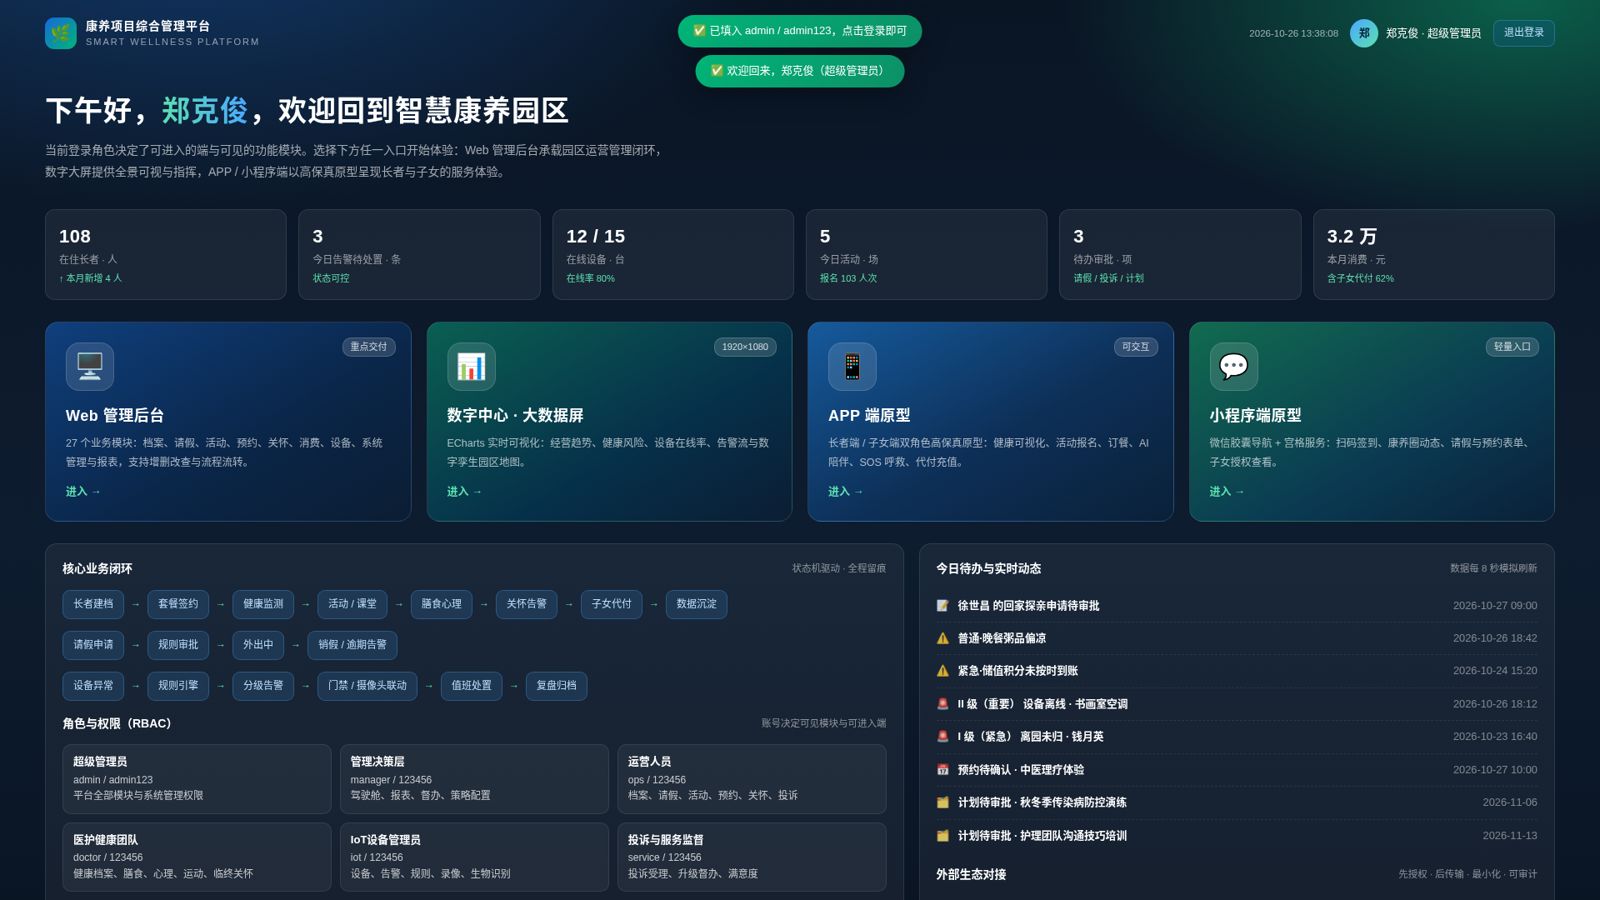 康养项目综合管理平台
SMART WELLNESS PLATFORM
✅ 已填入 admin / admin123，点击登录即可
✅ 欢迎回来，郑克俊（超级管理员）
2026-10-26 13:38:08
郑
郑克俊 · 超级管理员
退出登录
下午好，郑克俊，欢迎回到智慧康养园区
当前登录角色决定了可进入的端与可见的功能模块。选择下方任一入口开始体验：Web 管理后台承载园区运营管理闭环，
数字大屏提供全景可视与指挥，APP / 小程序端以高保真原型呈现长者与子女的服务体验。
108
在住长者 · 人
↑ 本月新增 4 人
3
今日告警待处置 · 条
状态可控
12 / 15
在线设备 · 台
在线率 80%
5
今日活动 · 场
报名 103 人次
3
待办审批 · 项
请假 / 投诉 / 计划
3.2 万
本月消费 · 元
含子女代付 62%
重点交付
Web 管理后台
27 个业务模块：档案、请假、活动、预约、关怀、消费、设备、系统
管理与报表，支持增删改查与流程流转。
进入 →
1920×1080
数字中心 · 大数据屏
ECharts 实时可视化：经营趋势、健康风险、设备在线率、告警流与数
字孪生园区地图。
进入 →
可交互
APP 端原型
长者端 / 子女端双角色高保真原型：健康可视化、活动报名、订餐、AI
陪伴、SOS 呼救、代付充值。
进入 →
轻量入口
小程序端原型
微信胶囊导航 + 宫格服务：扫码签到、康养圈动态、请假与预约表单、
子女授权查看。
进入 →
核心业务闭环
状态机驱动 · 全程留痕
长者建档 → 套餐签约 → 健康监测 → 活动 / 课堂 → 膳食心理 → 关怀告警 → 子女代付 → 数据沉淀
请假申请 → 规则审批 → 外出中 → 销假 / 逾期告警
设备异常 → 规则引擎 → 分级告警 → 门禁 / 摄像头联动 → 值班处置 → 复盘归档
角色与权限（RBAC）
账号决定可见模块与可进入端
超级管理员
admin / admin123
平台全部模块与系统管理权限
管理决策层
manager / 123456
驾驶舱、报表、督办、策略配置
运营人员
ops / 123456
档案、请假、活动、预约、关怀、投诉
医护健康团队
doctor / 123456
健康档案、膳食、心理、运动、临终关怀
IoT设备管理员
iot / 123456
设备、告警、规则、录像、生物识别
投诉与服务监督
service / 123456
投诉受理、升级督办、满意度
今日待办与实时动态
数据每 8 秒模拟刷新
徐世昌 的回家探亲申请待审批 2026-10-27 09:00
普通·晚餐粥品偏凉 2026-10-26 18:42
紧急·储值积分未按时到账 2026-10-24 15:20
II 级（重要） 设备离线 · 书画室空调 2026-10-26 18:12
I 级（紧急） 离园未归 · 钱月英 2026-10-23 16:40
预约待确认 · 中医理疗体验 2026-10-27 10:00
计划待审批 · 秋冬季传染病防控演练 2026-11-06
计划待审批 · 护理团队沟通技巧培训 2026-11-13
外部生态对接
先授权 · 后传输 · 最小化 · 可审计